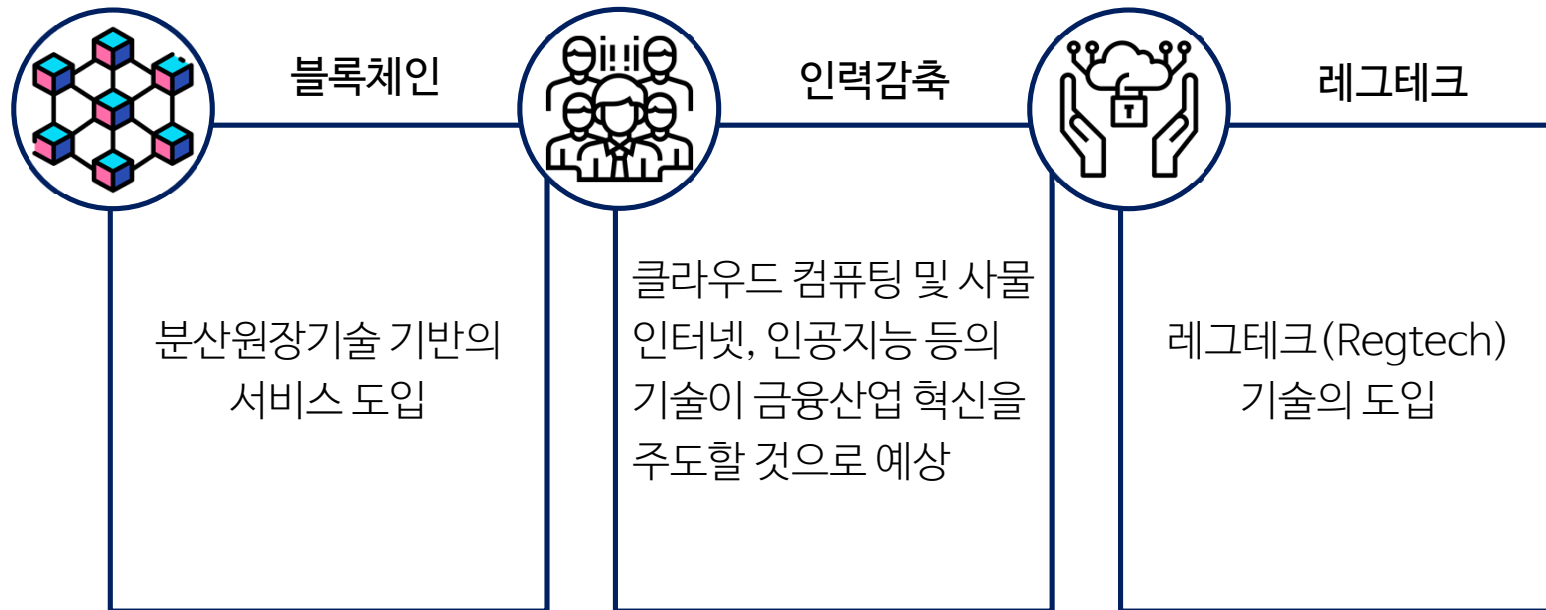 블록체인
분산원장기술 기반의
서비스 도입
인력감축
클라우드 컴퓨팅 및 사물
인터넷, 인공지능 등의
기술이 금융산업 혁신을
주도할 것으로 예상
레그테크
레그테크(Regtech)
기술의 도입